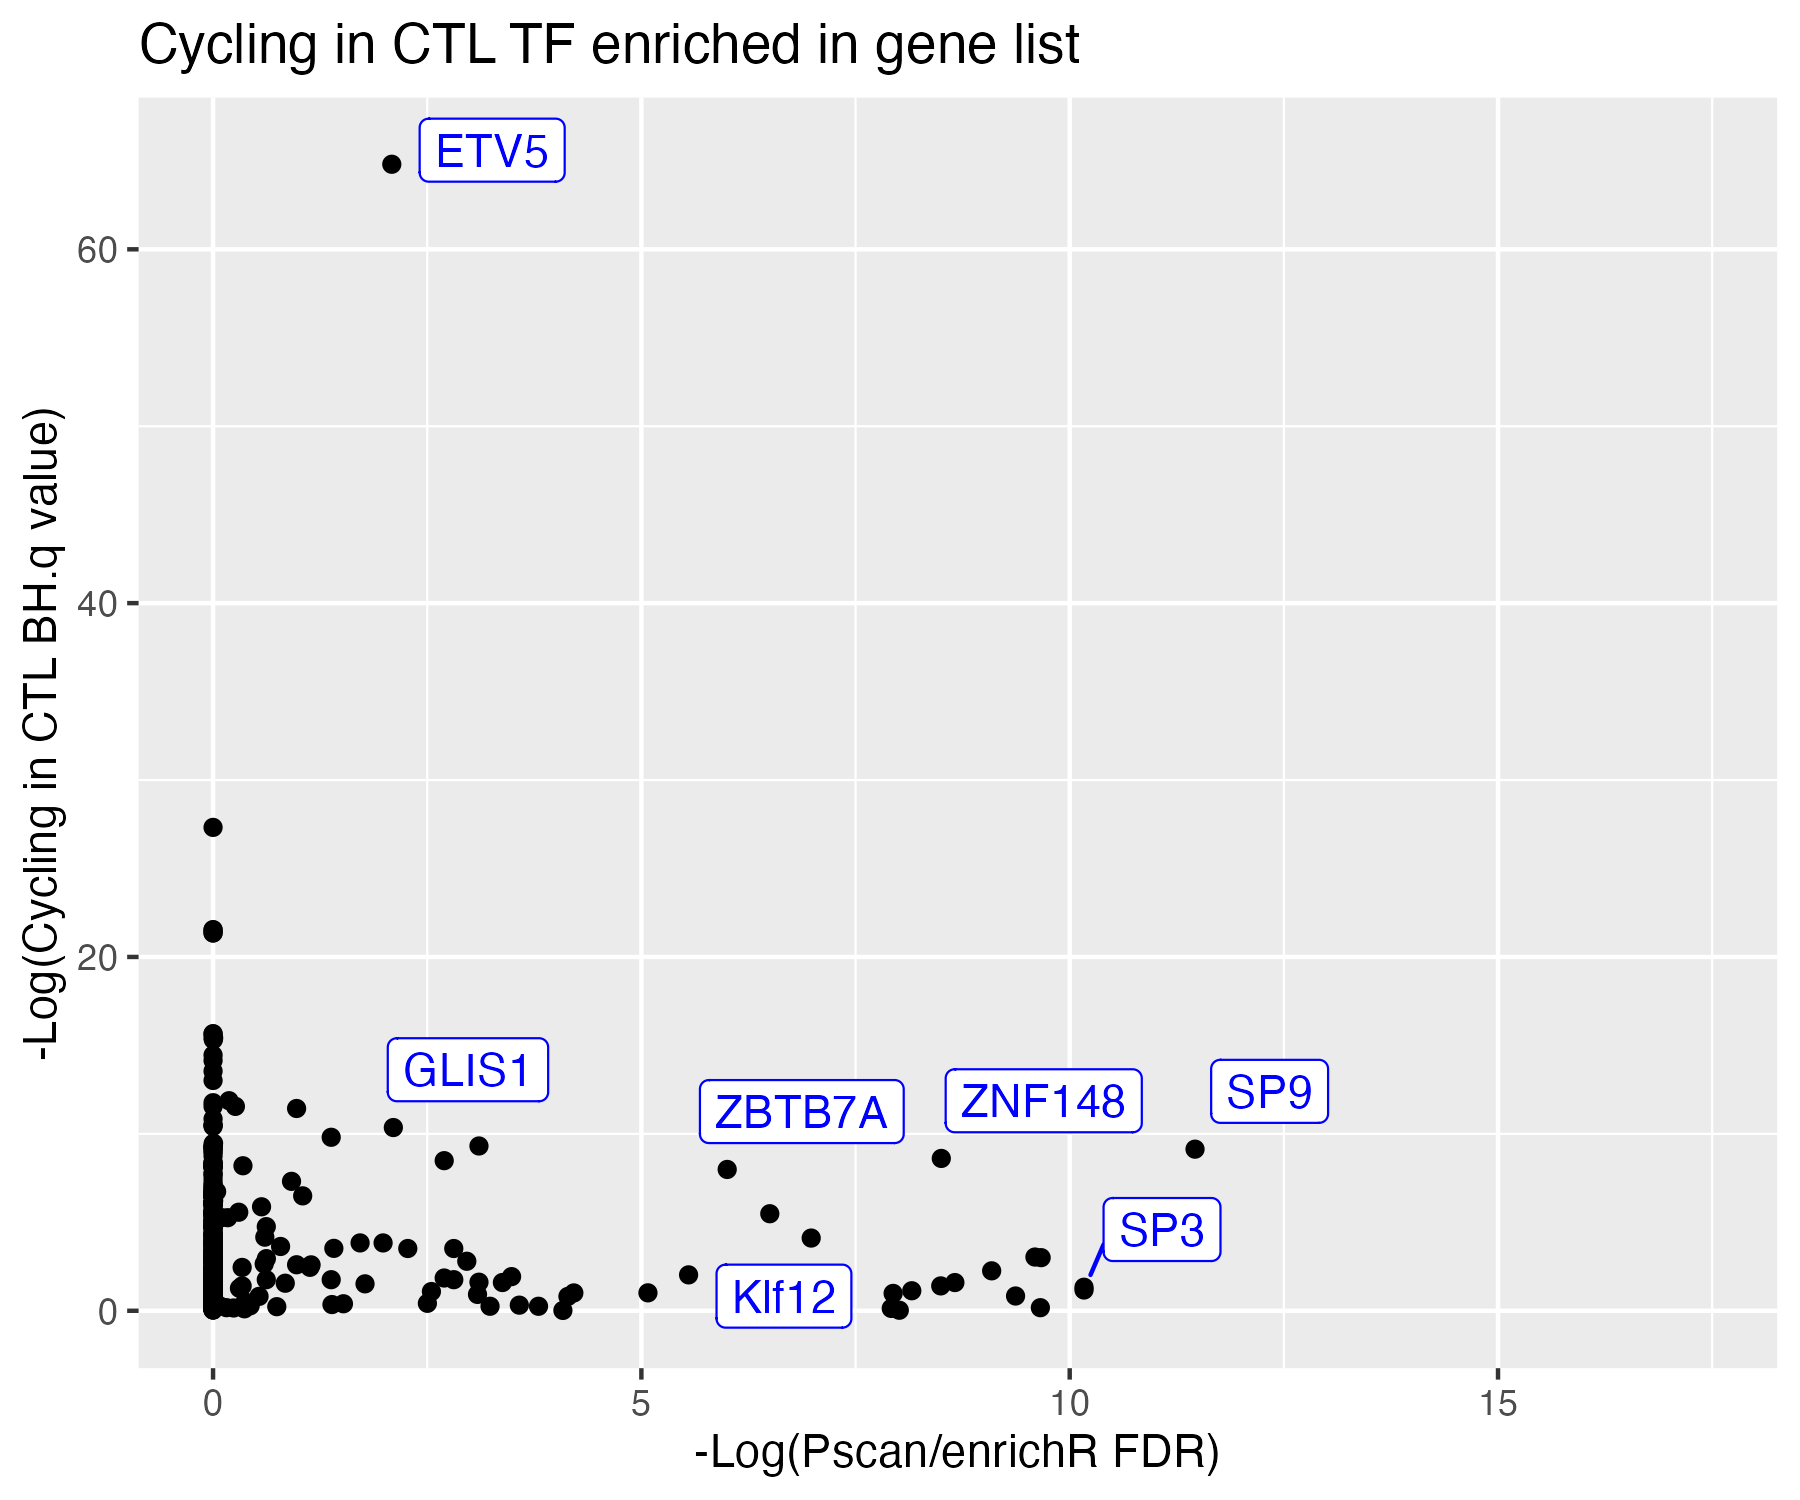 Cycling in CTL TF enriched in gene list
-Log(Cycling in CTL BH.q value)
60
40
20
0
ETV5
GLIS1
ZBTB7A
ZNF148
SP9
SP3
Klf12
0
5
10
15
-Log(Pscan/enrichR FDR)